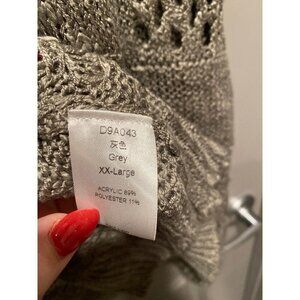 D9A043
灰色
Grey
XX-Large
ACRYLIC 89%
POLYESTER 11%